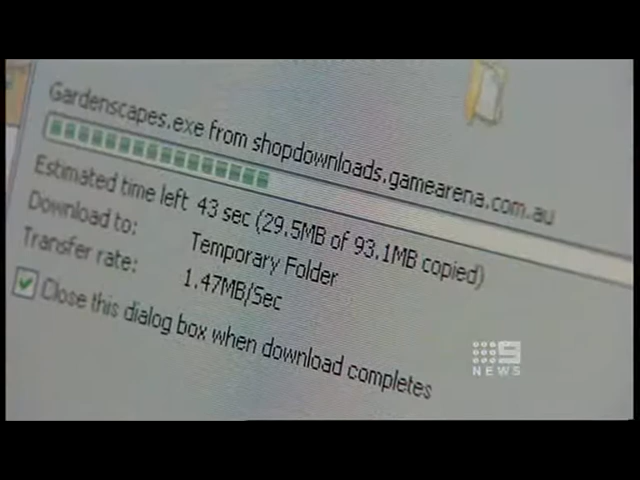 Gardenscapes.exe from shopdownloads.gamearena.com.au
Estimated time left 43 sec (29.5MB of 93.1MB copied)
Download to: Temporary Folder
Transfer rate: 1.47MB/Sec
Close this dialog box when download completes
9
NEWS